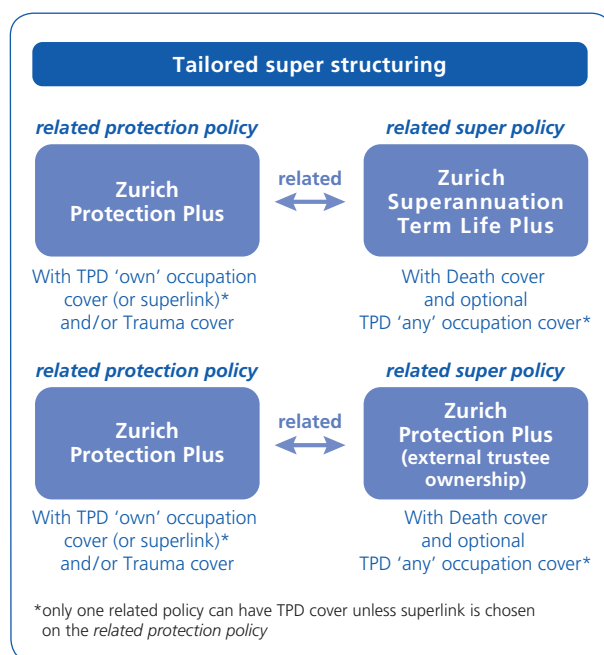 Tailored super structuring
related protection policy
Zurich
Protection Plus
With TPD ‘own’ occupation
cover (or superlink)*
and/or Trauma cover
related
related super policy
Zurich
Superannuation
Term Life Plus
With Death cover
and optional
TPD ‘any’ occupation cover*
related protection policy
Zurich
Protection Plus
With TPD ‘own’ occupation
cover (or superlink)*
and/or Trauma cover
related
related super policy
Zurich
Protection Plus
(external trustee
ownership)
With Death cover
and optional
TPD ‘any’ occupation cover*
*only one related policy can have TPD cover unless superlink is chosen
on the related protection policy